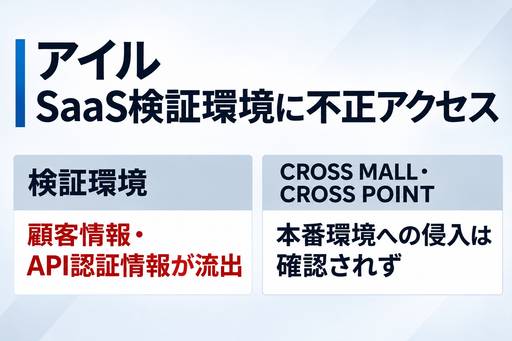 アイル
SaaS検証環境に不正アクセス
検証環境
顧客情報・
API認証情報が流出
CROSS MALL・
CROSS POINT
本番環境への侵入は
確認されず